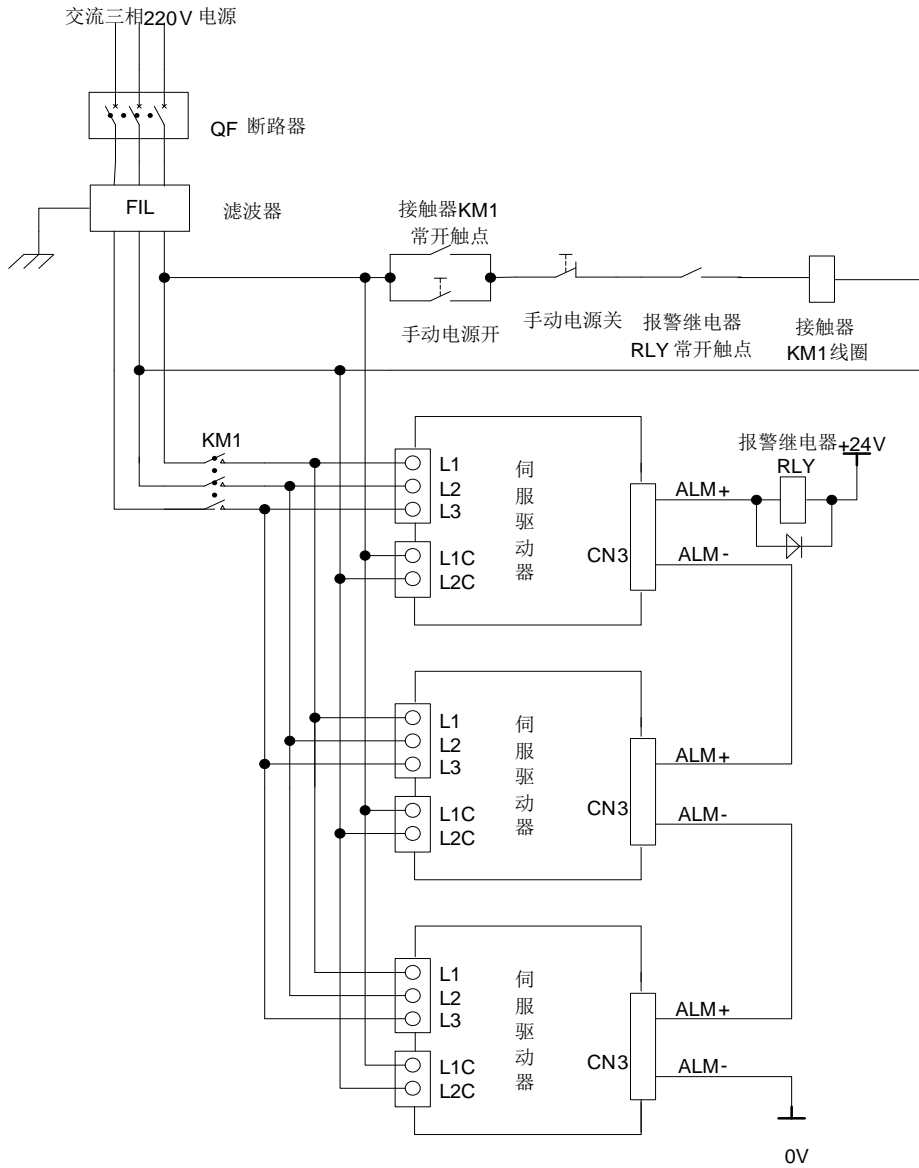 交流三相220V 电源
QF 断路器
FIL
滤波器
接触器KM1
常开触点
手动电源开
手动电源关
报警继电器
RLY 常开触点
接触器
KM1线圈
KM1
L1
L2
L3
L1C
L2C
伺服驱动器
CN3
ALM+
ALM-
报警继电器+24V
RLY
L1
L2
L3
L1C
L2C
伺服驱动器
CN3
ALM+
ALM-
L1
L2
L3
L1C
L2C
伺服驱动器
CN3
ALM+
ALM-
0V